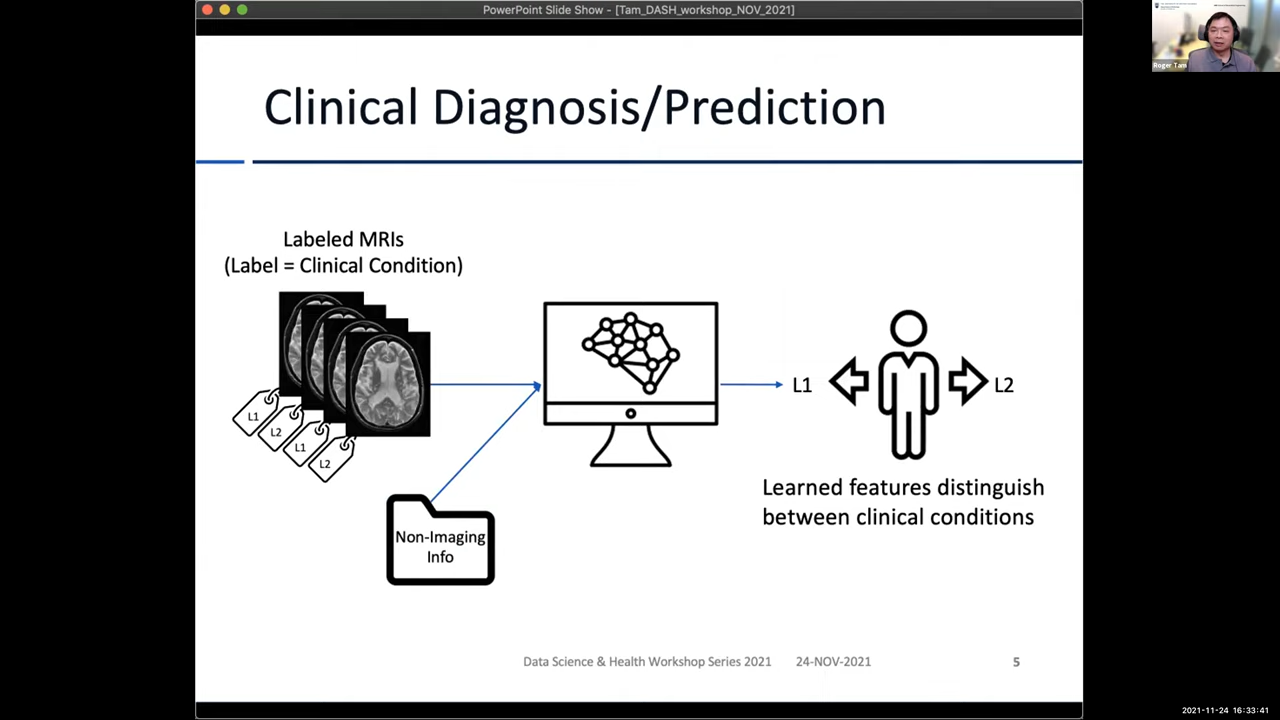 PowerPoint Slide Show - [Tam_DASH_workshop_NOV_2021]
Roger Tam
Clinical Diagnosis/Prediction
Labeled MRIs
(Label = Clinical Condition)
L1
L2
L1
L2
Non-Imaging
Info
L1
L2
Learned features distinguish
between clinical conditions
Data Science & Health Workshop Series 2021
24-NOV-2021
5
2021-11-24 16:33:41